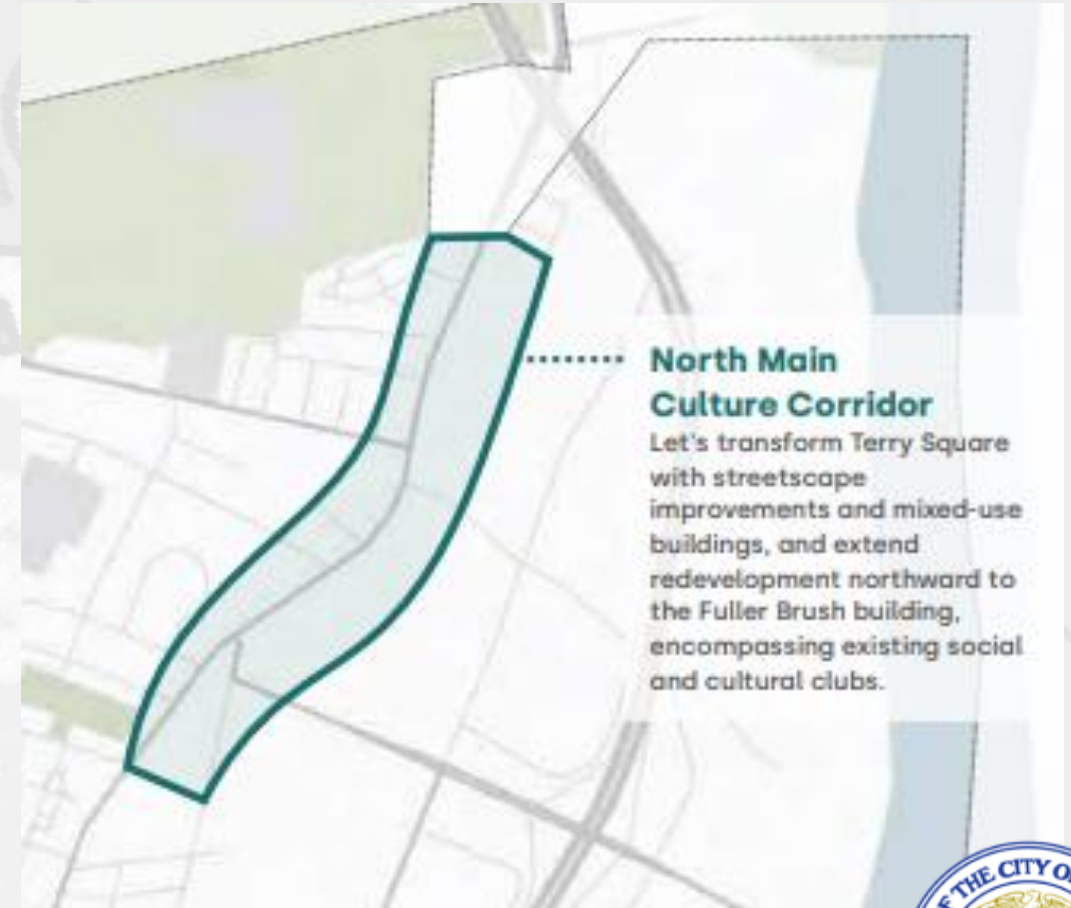 North Main
Culture Corridor
Let's transform Terry Square
with streetscape
improvements and mixed-use
buildings, and extend
redevelopment northward to
the Fuller Brush building,
encompassing existing social
and cultural clubs.
THE CITY O